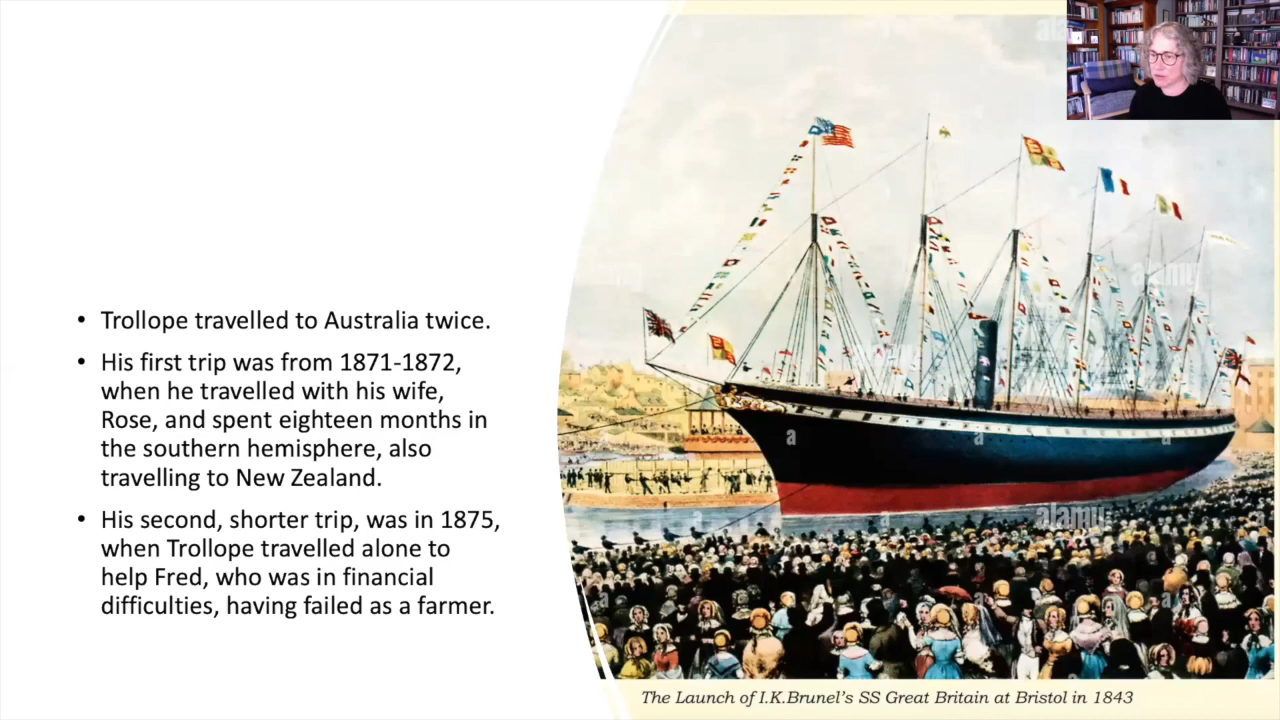 • Trollope travelled to Australia twice.
• His first trip was from 1871-1872,
when he travelled with his wife,
Rose, and spent eighteen months in
the southern hemisphere, also
travelling to New Zealand.
• His second, shorter trip, was in 1875,
when Trollope travelled alone to
help Fred, who was in financial
difficulties, having failed as a farmer.
alamy
a
a
a
alamy
The Launch of I.K.Brunel's SS Great Britain at Bristol in 1843